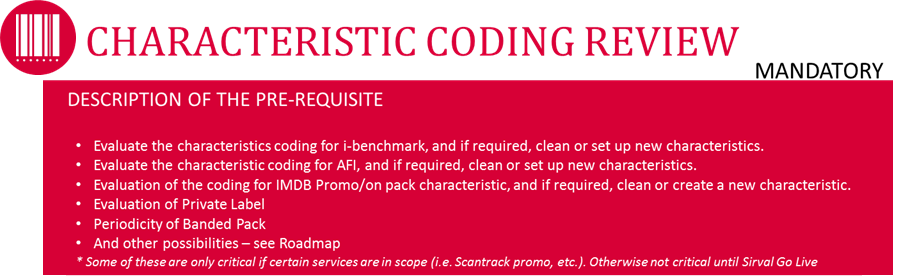 CHARACTERISTIC CODING REVIEW
MANDATORY
DESCRIPTION OF THE PRE-REQUISITE
• Evaluate the characteristics coding for i-benchmark, and if required, clean or set up new characteristics.
• Evaluate the characteristic coding for AFI, and if required, clean or set up new characteristics.
• Evaluation of the coding for IMDB Promo/on pack characteristic, and if required, clean or create a new characteristic.
• Evaluation of Private Label
• Periodicity of Banded Pack
• And other possibilities – see Roadmap
* Some of these are only critical if certain services are in scope (i.e. Scantrack promo, etc.). Otherwise not critical until Sirval Go Live